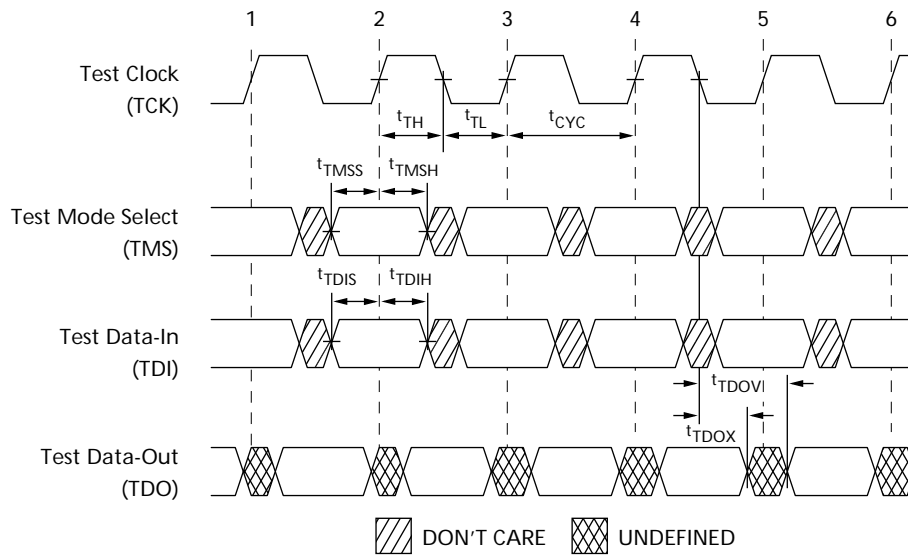 1 2 3 4 5 6
Test Clock
(TCK)
tTH tTL tCYC
tTMSS tTMSH
Test Mode Select
(TMS)
tTDIS tTDIH
Test Data-In
(TDI)
tTDOV
tTDOX
Test Data-Out
(TDO)
DON'T CARE UNDEFINED